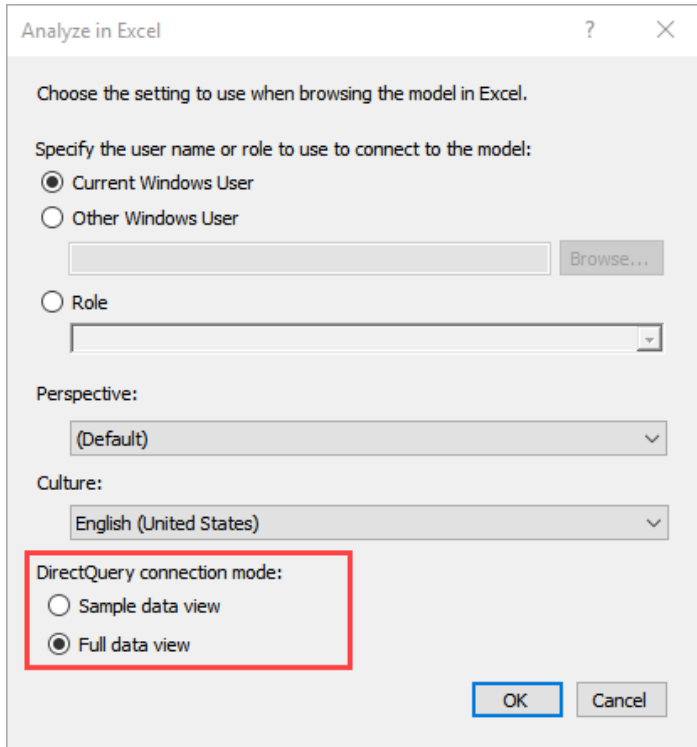 Analyze in Excel
?
Choose the setting to use when browsing the model in Excel.
Specify the user name or role to use to connect to the model:
Current Windows User
Other Windows User
Browse...
Role
Perspective:
(Default)
Culture:
English (United States)
DirectQuery connection mode:
Sample data view
Full data view
OK Cancel